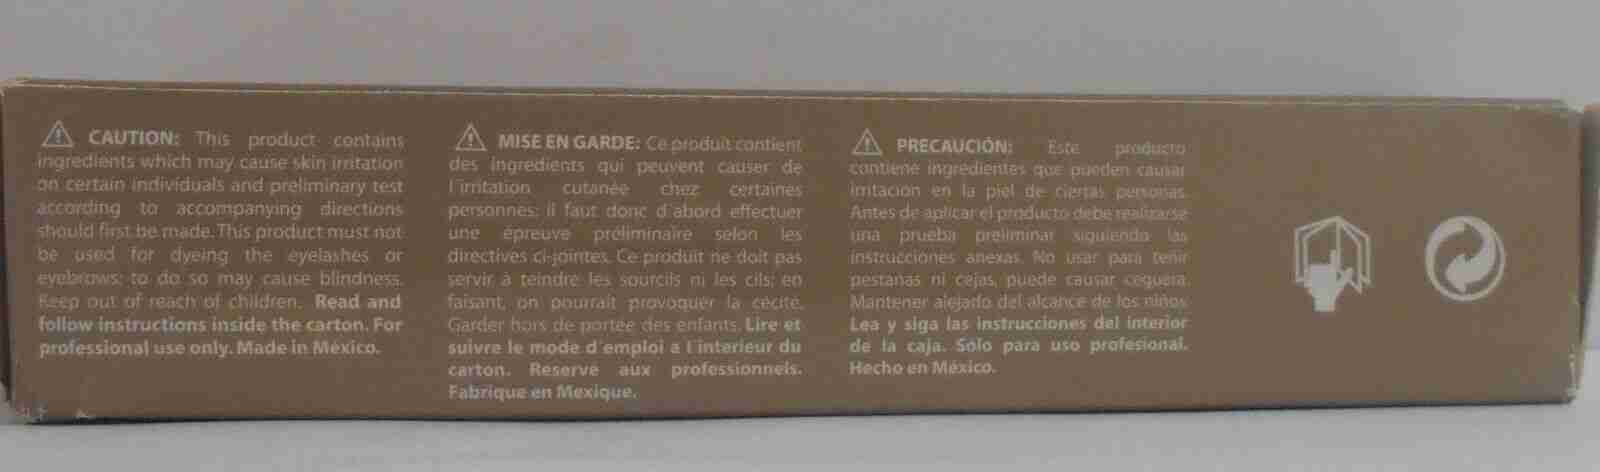 CAUTION: This product contains
ingredients which may cause skin irritation
on certain individuals and preliminary test
according to accompanying directions
should first be made. This product must not
be used for dyeing the eyelashes or
eyebrows; to do so may cause blindness.
Keep out of reach of children. Read and
follow instructions inside the carton. For
professional use only. Made in México.
MISE EN GARDE: Ce produit contient
des ingredients qui peuvent causer de
l'irritation cutanée chez certaines
personnes; il faut donc d´abord effectuer
une épreuve préliminaire selon les
directives ci-jointes. Ce produit ne doit pas
servir à teindre les sourcils ni les cils; en
faisant, on pourrait provoquer la cécité.
Garder hors de portée des enfants. Lire et
suivre le mode d´emploi a l´interieur du
carton. Reservé aux professionnels.
Fabrique en Mexique.
PRECAUCIÓN: Este producto
contiene ingredientes que pueden causar
irritación en la piel de ciertas personas.
Antes de aplicar el producto debe realizarse
una prueba preliminar siguiendo las
instrucciones anexas. No usar para teñir
pestañas ni cejas, puede causar ceguera.
Mantener alejado del alcance de los niños
Lea y siga las instrucciones del interior
de la caja. Sólo para uso profesional.
Hecho en México.